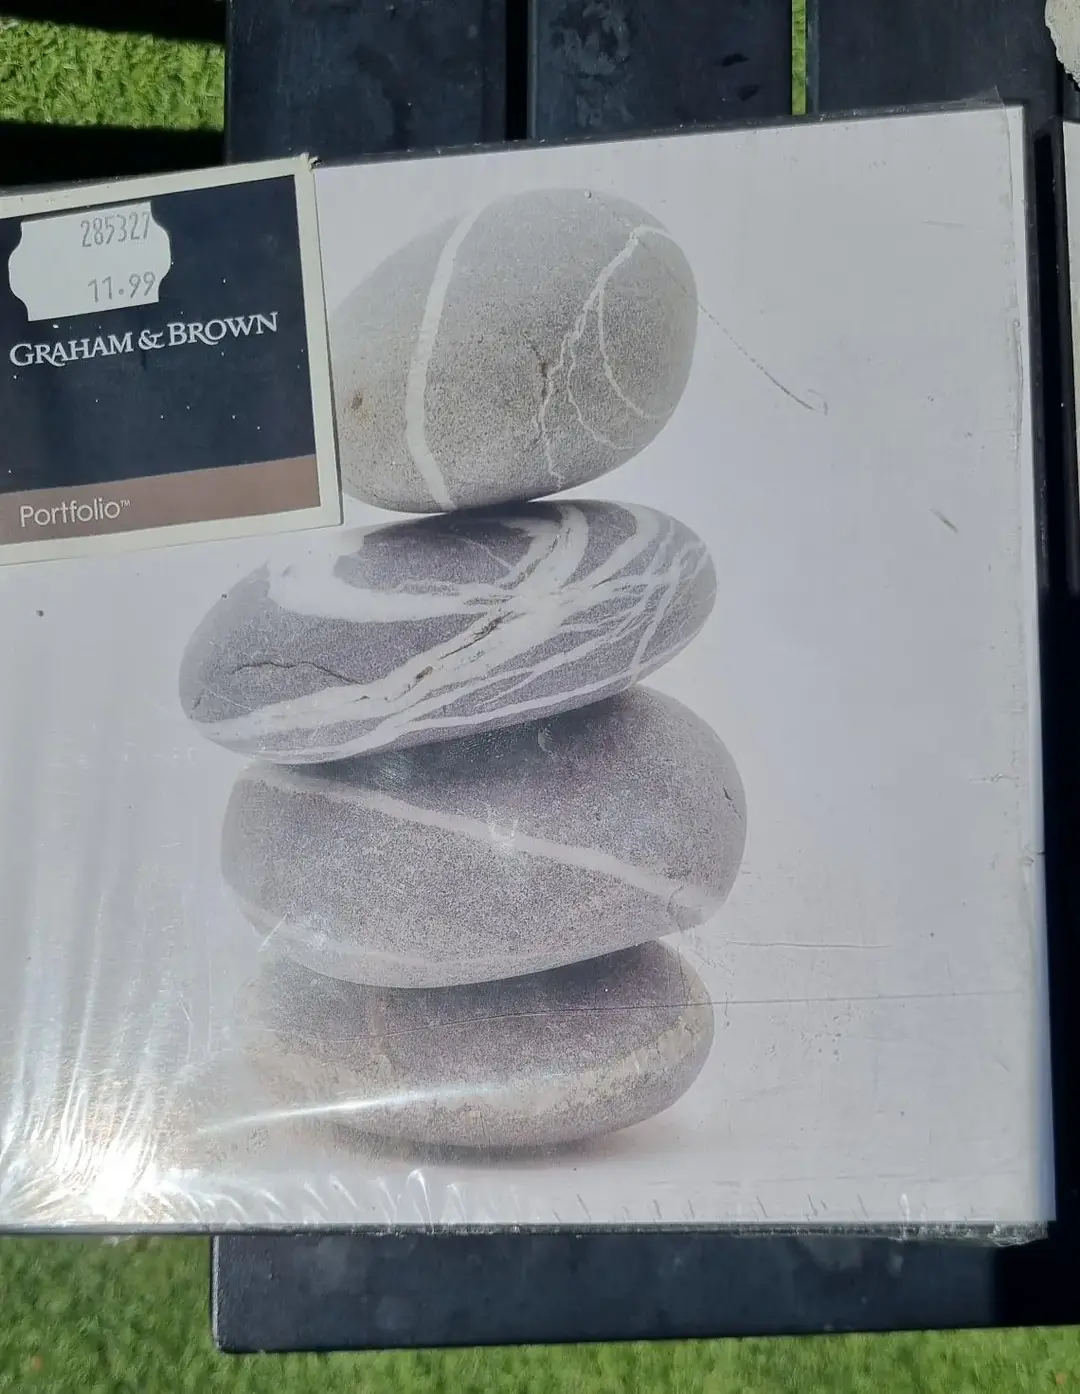 285327
11.99
GRAHAM & BROWN
Portfolio™